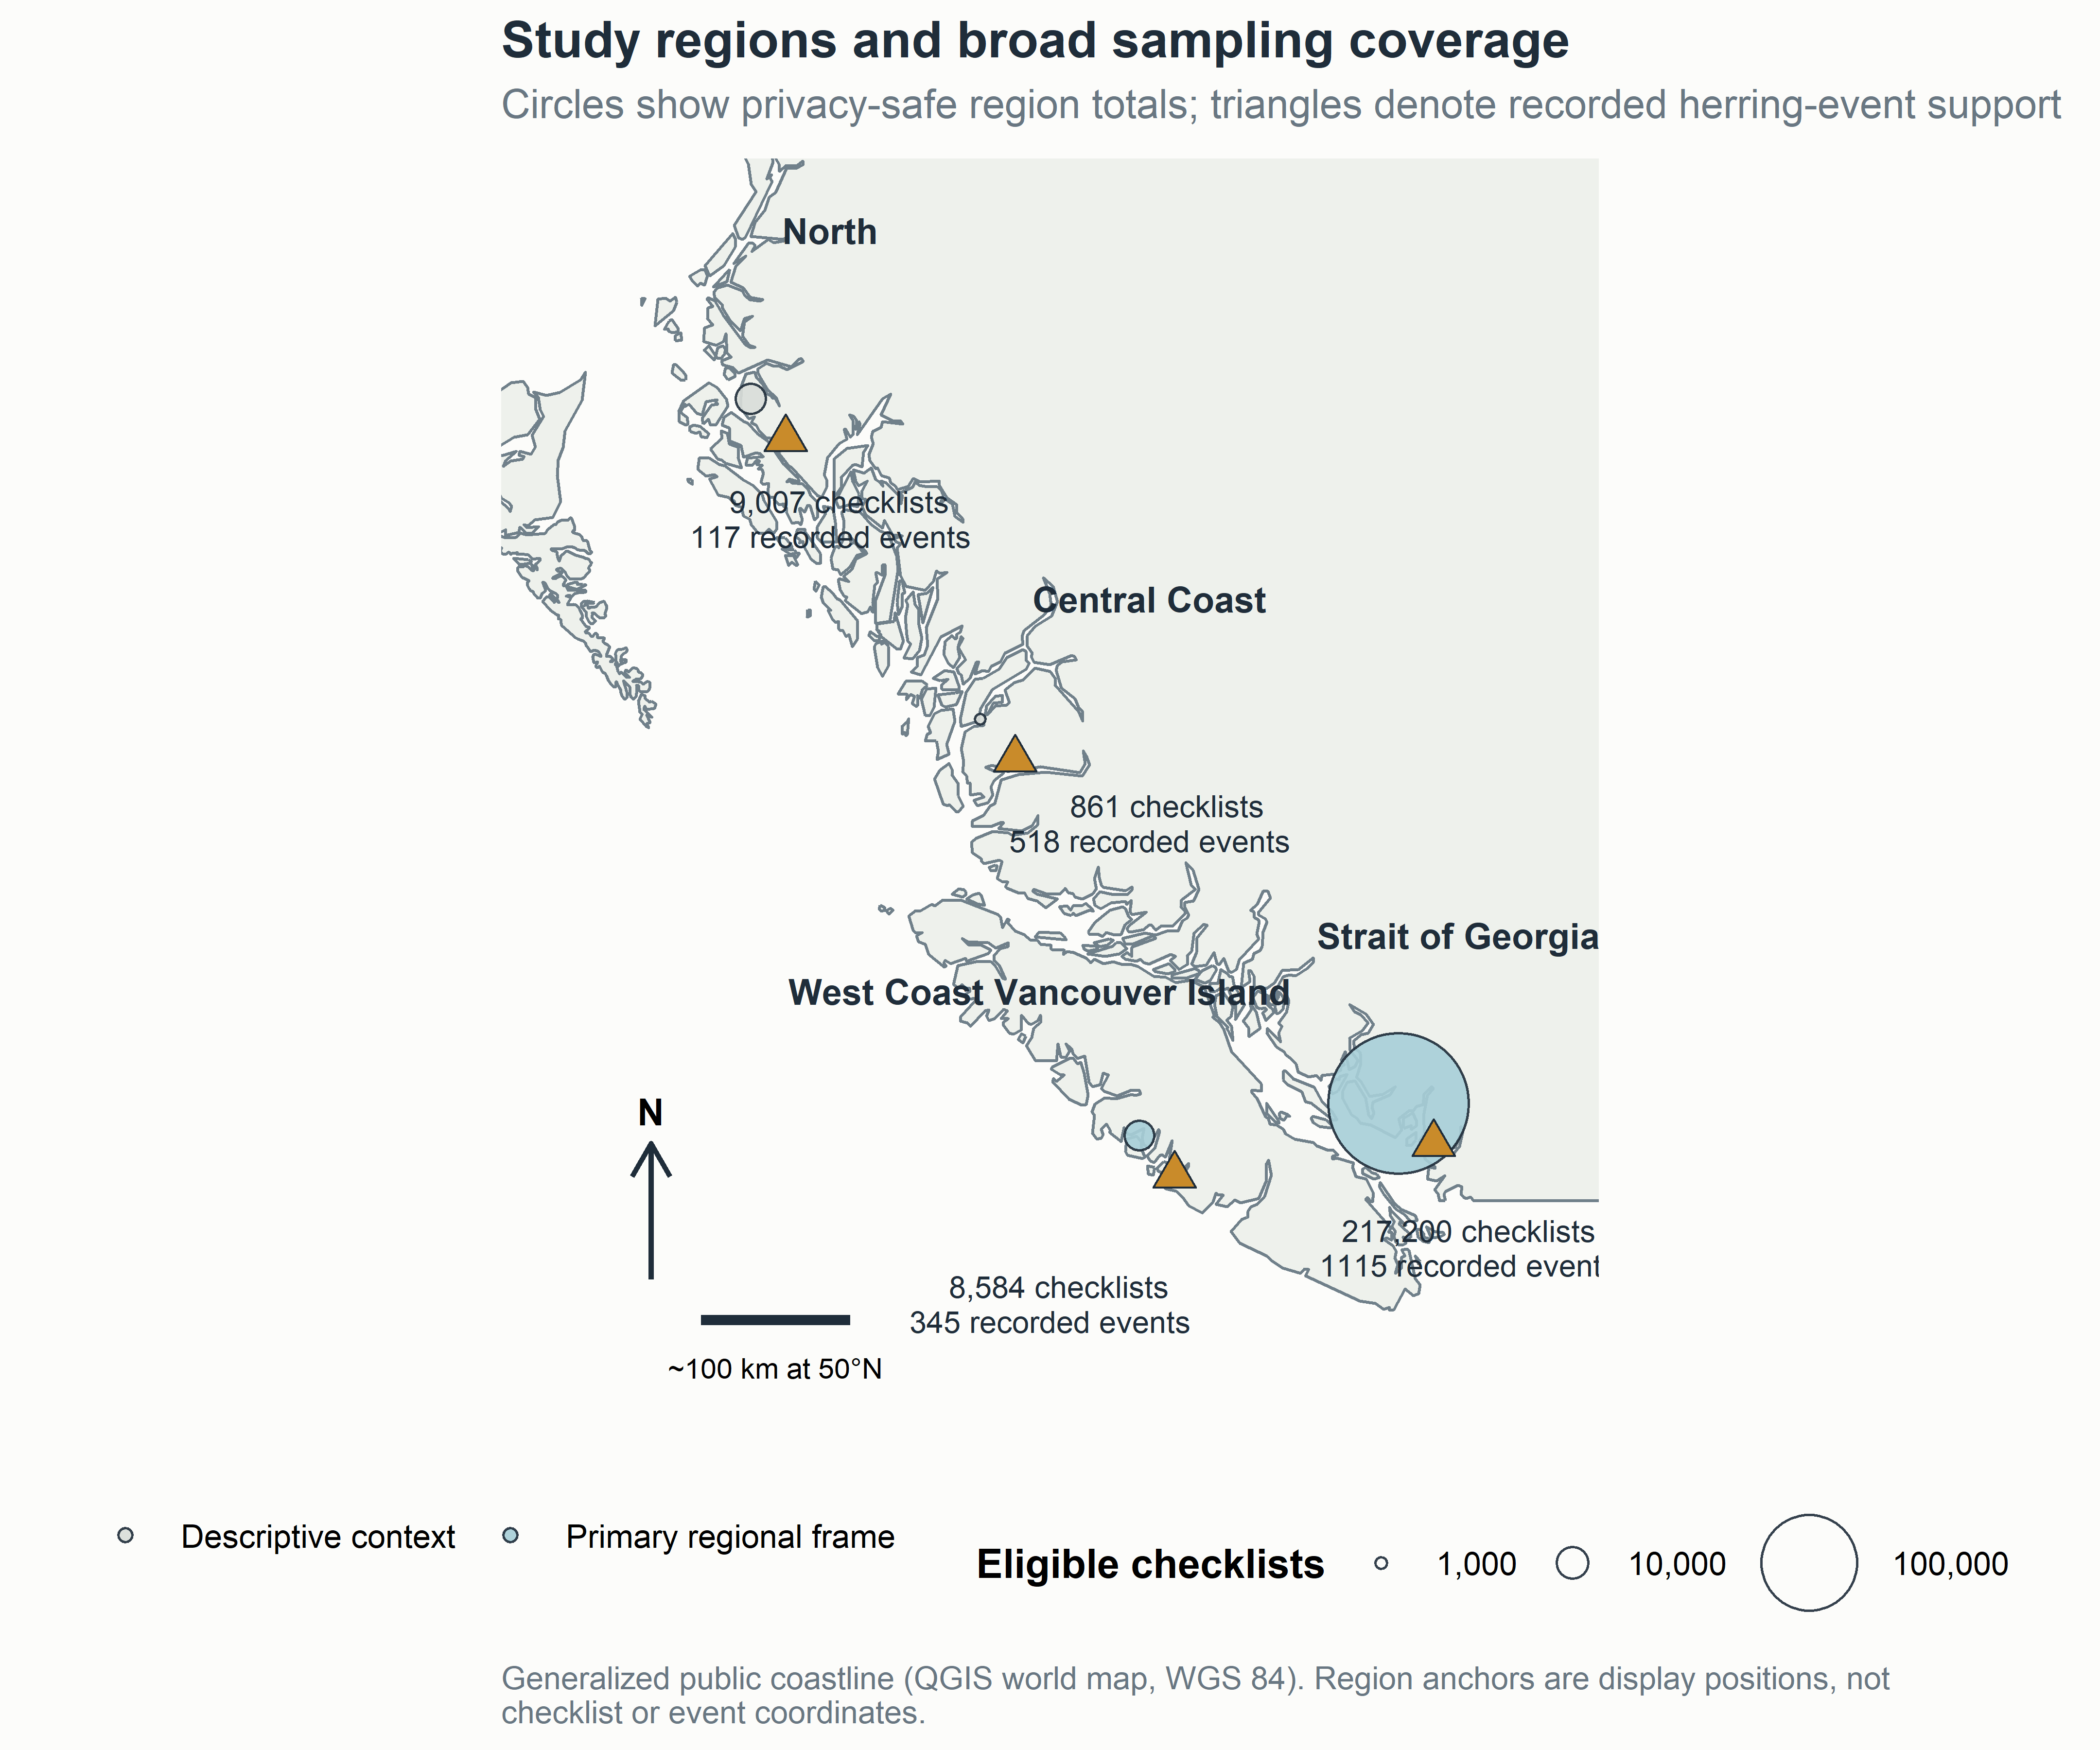 Study regions and broad sampling coverage
Circles show privacy-safe region totals; triangles denote recorded herring-event support
North
9,007 checklists
117 recorded events
Central Coast
861 checklists
518 recorded events
Strait of Georgia
West Coast Vancouver Island
N
217,200 checklists
1115 recorded event
8,584 checklists
345 recorded events
~100 km at 50°N
Descriptive context
Primary regional frame
Eligible checklists
1,000
10,000
100,000
Generalized public coastline (QGIS world map, WGS 84). Region anchors are display positions, not
checklist or event coordinates.